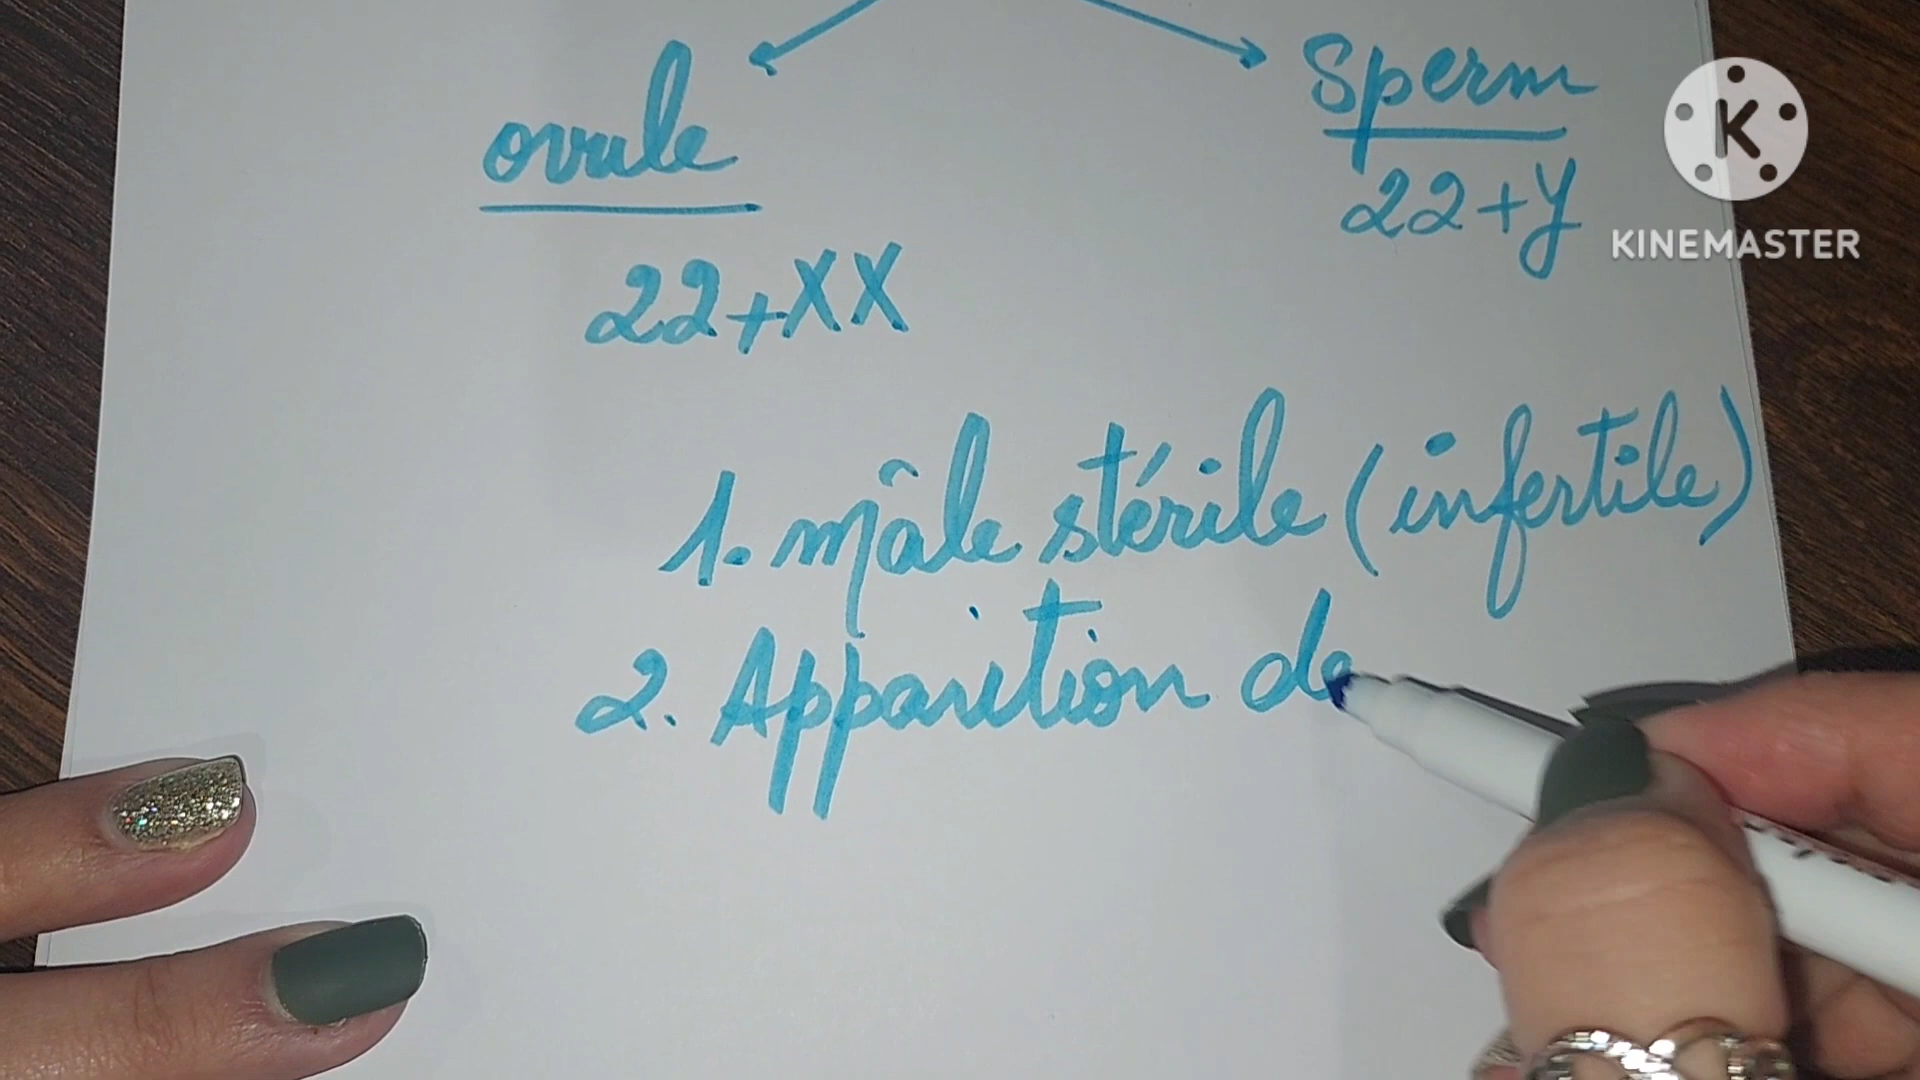 ovule
Sperm
22+XX
22+Y
K
KINEMASTER
1. mâle stérile (infertile)
2. Apparition de